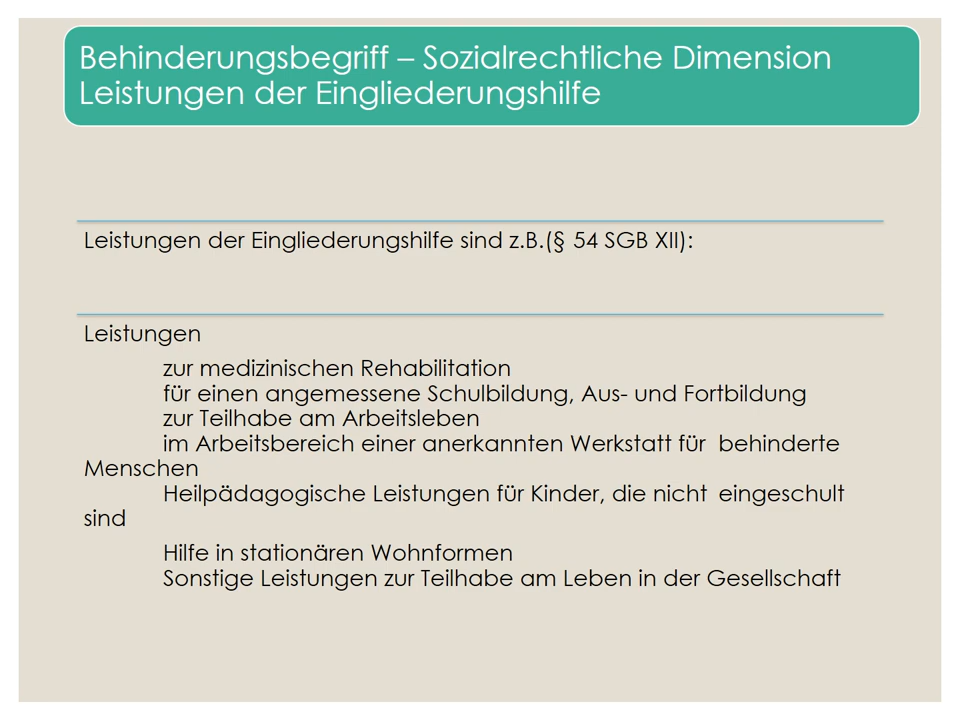 Behinderungsbegriff – Sozialrechtliche Dimension
Leistungen der Eingliederungshilfe
Leistungen der Eingliederungshilfe sind z.B.(§ 54 SGB XII):
Leistungen
zur medizinischen Rehabilitation
für einen angemessene Schulbildung, Aus- und Fortbildung
zur Teilhabe am Arbeitsleben
im Arbeitsbereich einer anerkannten Werkstatt für behinderte
Menschen
Heilpädagogische Leistungen für Kinder, die nicht eingeschult
sind
Hilfe in stationären Wohnformen
Sonstige Leistungen zur Teilhabe am Leben in der Gesellschaft